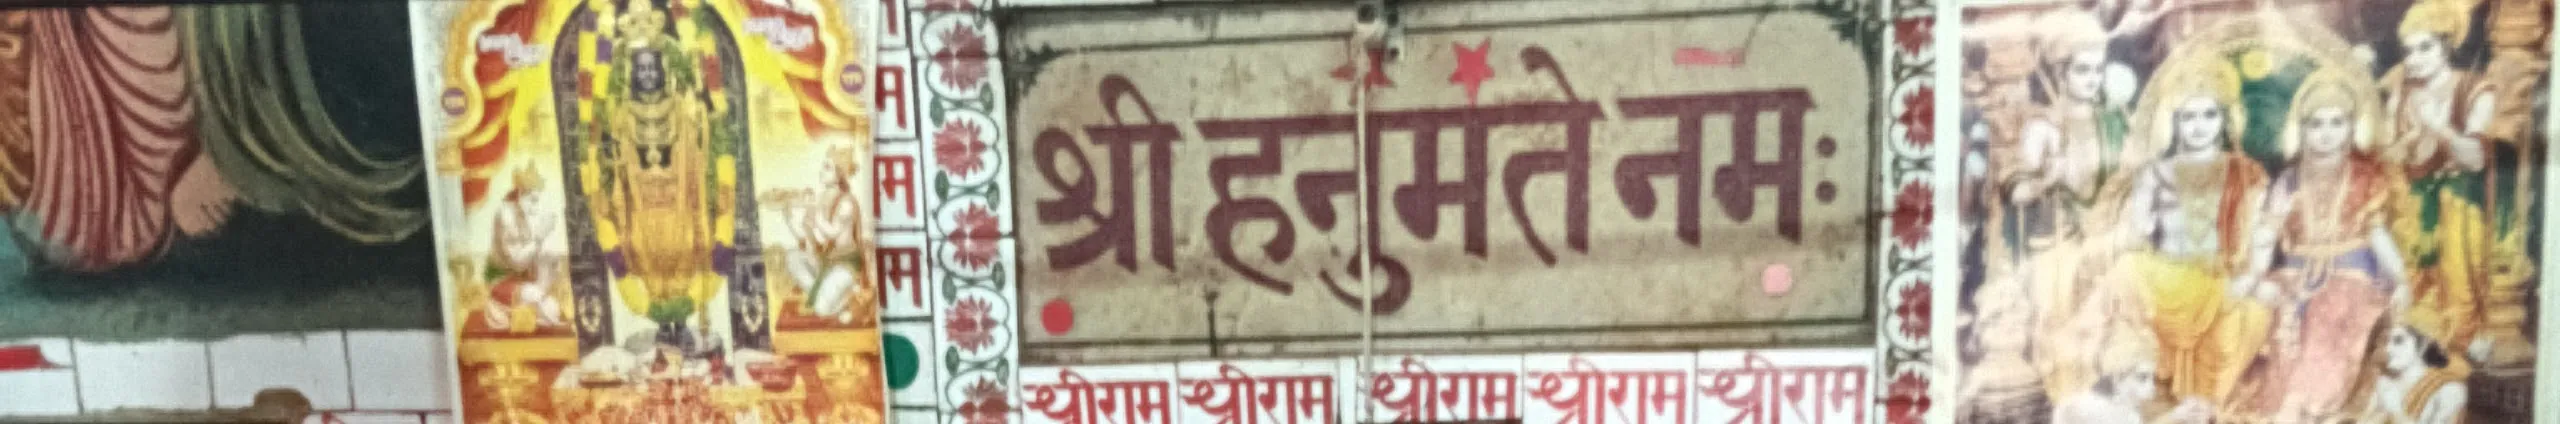 श्री हनुमंते नमः
श्रीराम श्रीराम श्रीराम श्रीराम श्रीराम